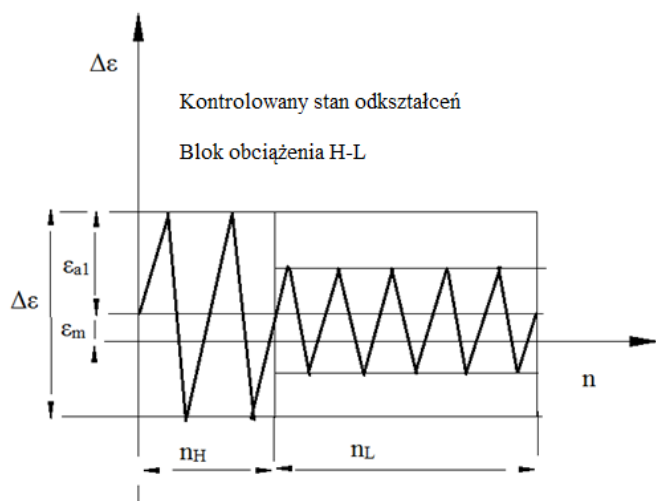 Δε
Kontrolowany stan odkształceń
Blok obciążenia H-L
εa1
Δε
εm
n
nH
nL